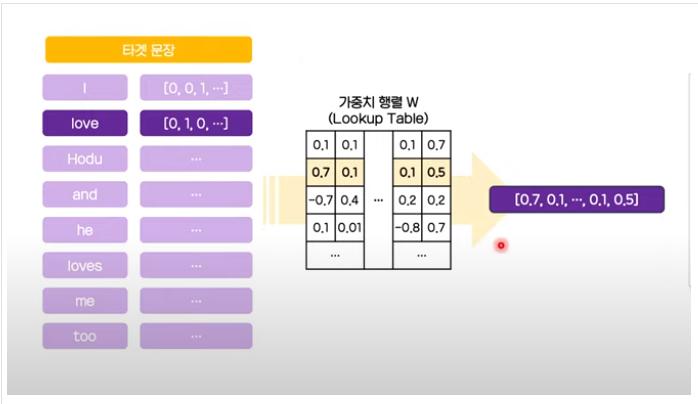 타겟 문장
I [0, 0, 1, ⋯]
love [0, 1, 0, ⋯]
Hodu ⋯
and ⋯
he ⋯
loves ⋯
me ⋯
too ⋯
가중치 행렬 W
(Lookup Table)
0.1 0.1 0.1 0.7
0.7 0.1 0.1 0.5
-0.7 0.4 ⋯ 0.2 0.2
0.1 0.01 -0.8 0.7
⋯ ⋯
[0.7, 0.1, ⋯, 0.1, 0.5]